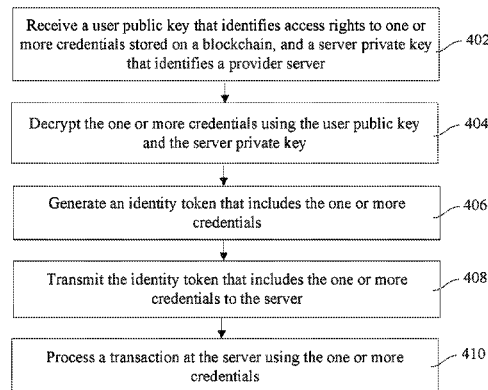 Receive a user public key that identifies access rights to one or
more credentials stored on a blockchain, and a server private key
that identifies a provider server
402
Decrypt the one or more credentials using the user public key
and the server private key
404
Generate an identity token that includes the one or more
credentials
406
Transmit the identity token that includes the one or more
credentials to the server
408
Process a transaction at the server using the one or more
credentials
410